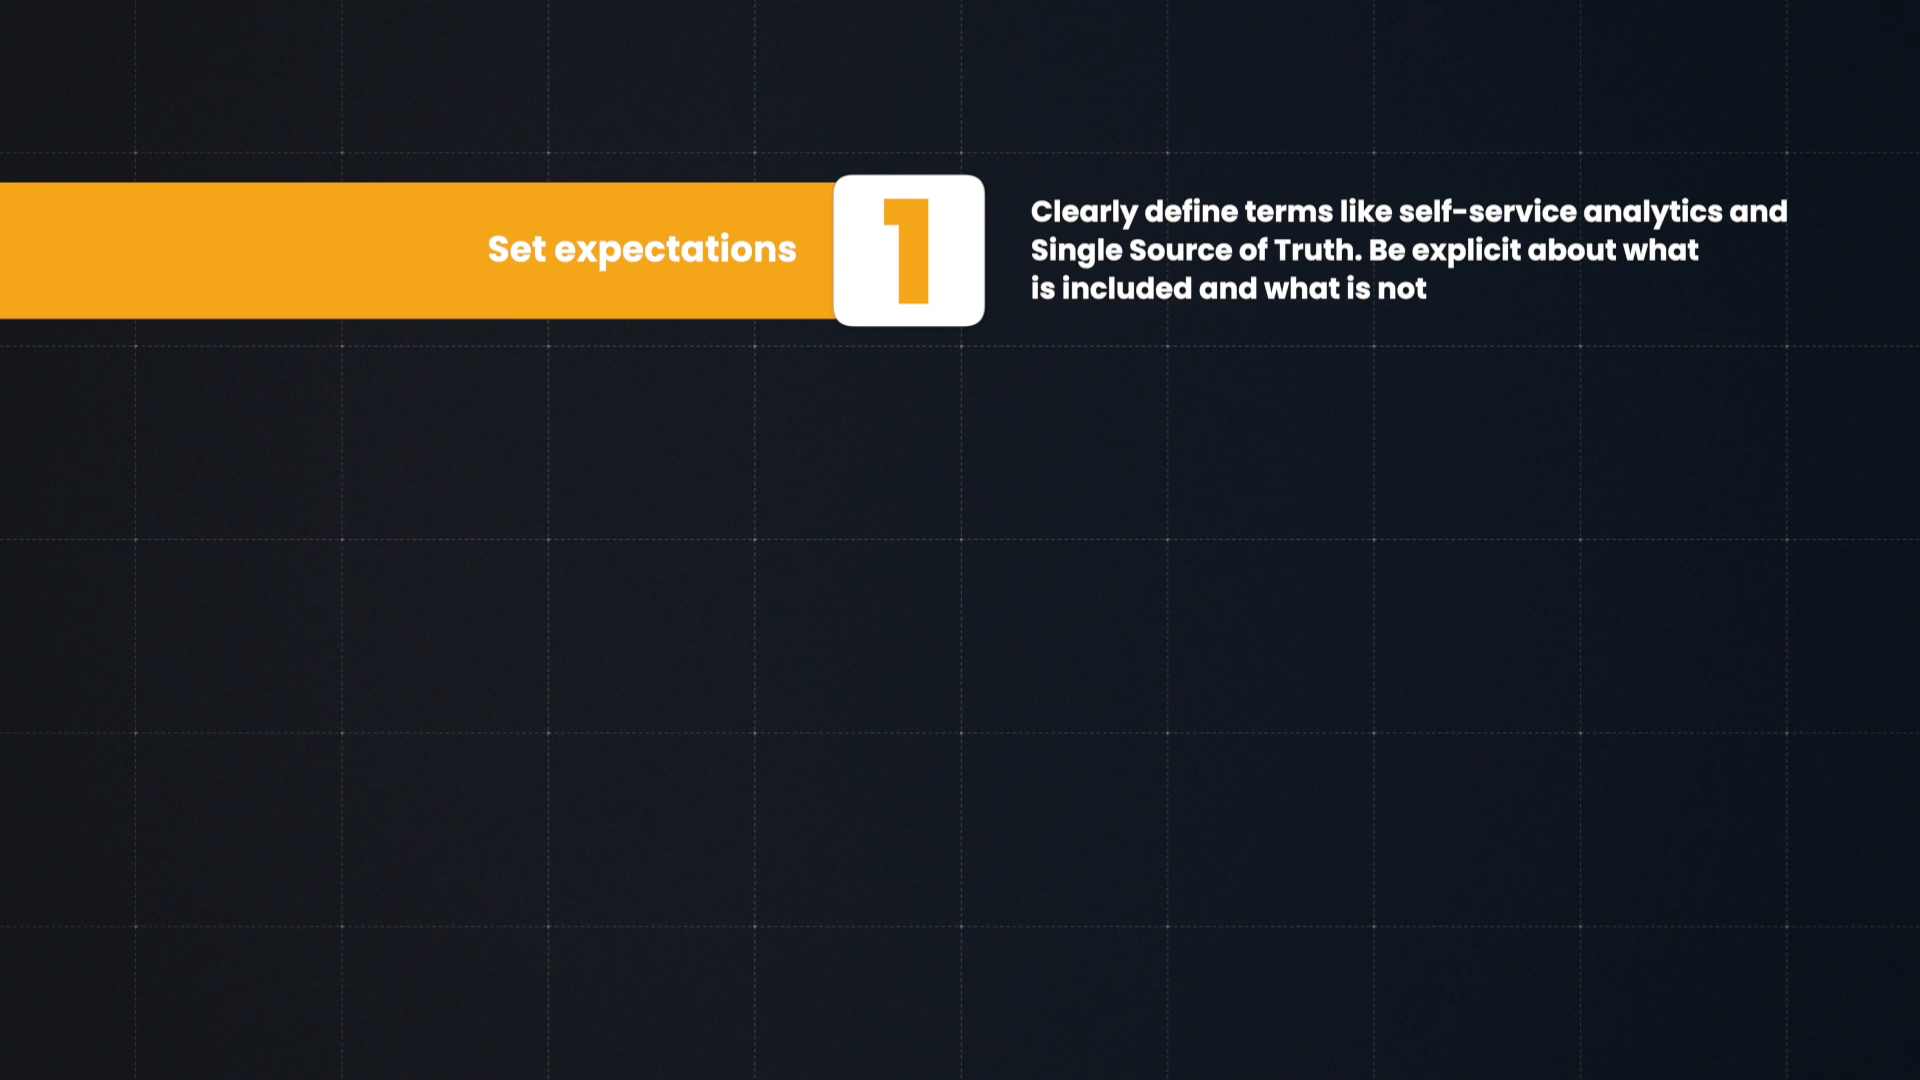 Set expectations
1
Clearly define terms like self-service analytics and
Single Source of Truth. Be explicit about what
is included and what is not